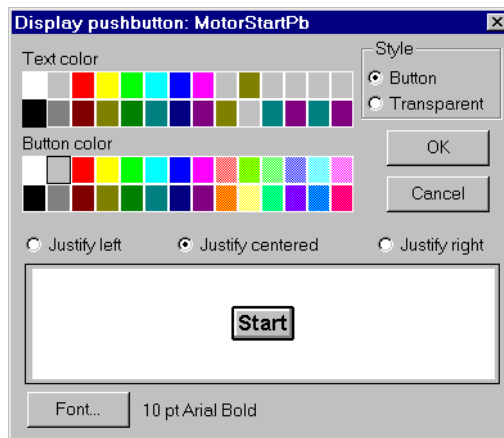 Display pushbutton: MotorStartPb
Text color
Style
Button
Transparent
Button color
OK
Cancel
Justify left
Justify centered
Justify right
Start
Font...
10 pt Arial Bold